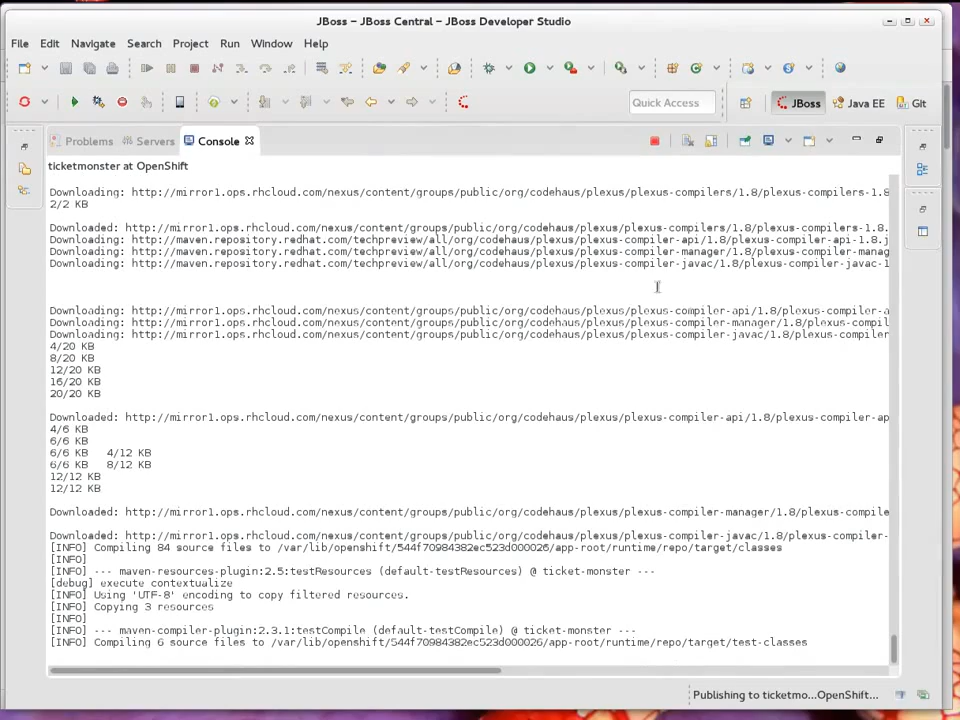 JBoss – JBoss Central – JBoss Developer Studio
File Edit Navigate Search Project Run Window Help
Quick Access JBoss Java EE Git
Problems Servers Console
ticketmonster at OpenShift
Downloading: http://mirror1.ops.rhcloud.com/nexus/content/groups/public/org/codehaus/plexus/plexus-compilers/1.8/plexus-compilers-1.8
2/2 KB
Downloaded: http://mirror1.ops.rhcloud.com/nexus/content/groups/public/org/codehaus/plexus/plexus-compilers/1.8/plexus-compilers-1.8.
Downloading: http://maven.repository.redhat.com/techpreview/all/org/codehaus/plexus/plexus-compiler-api/1.8/plexus-compiler-api-1.8.j
Downloading: http://maven.repository.redhat.com/techpreview/all/org/codehaus/plexus/plexus-compiler-manager/1.8/plexus-compiler-manag
Downloading: http://maven.repository.redhat.com/techpreview/all/org/codehaus/plexus/plexus-compiler-javac/1.8/plexus-compiler-javac-1
Downloading: http://mirror1.ops.rhcloud.com/nexus/content/groups/public/org/codehaus/plexus/plexus-compiler-api/1.8/plexus-compiler-a
Downloading: http://mirror1.ops.rhcloud.com/nexus/content/groups/public/org/codehaus/plexus/plexus-compiler-manager/1.8/plexus-compil
Downloading: http://mirror1.ops.rhcloud.com/nexus/content/groups/public/org/codehaus/plexus/plexus-compiler-javac/1.8/plexus-compiler
4/20 KB
8/20 KB
12/20 KB
16/20 KB
20/20 KB
Downloaded: http://mirror1.ops.rhcloud.com/nexus/content/groups/public/org/codehaus/plexus/plexus-compiler-api/1.8/plexus-compiler-ap
4/6 KB
6/6 KB
6/6 KB 4/12 KB
6/6 KB 8/12 KB
12/12 KB
12/12 KB
Downloaded: http://mirror1.ops.rhcloud.com/nexus/content/groups/public/org/codehaus/plexus/plexus-compiler-manager/1.8/plexus-compile
Downloaded: http://mirror1.ops.rhcloud.com/nexus/content/groups/public/org/codehaus/plexus/plexus-compiler-javac/1.8/plexus-compiler-
[INFO] Compiling 84 source files to /var/lib/openshift/544f70984382ec523d000026/app-root/runtime/repo/target/classes
[INFO]
[INFO] --- maven-resources-plugin:2.5:testResources (default-testResources) @ ticket-monster ---
[debug] execute contextualize
[INFO] Using 'UTF-8' encoding to copy filtered resources.
[INFO] Copying 3 resources
[INFO]
[INFO] --- maven-compiler-plugin:2.3.1:testCompile (default-testCompile) @ ticket-monster ---
[INFO] Compiling 6 source files to /var/lib/openshift/544f70984382ec523d000026/app-root/runtime/repo/target/test-classes
Publishing to ticketmo...OpenShift...